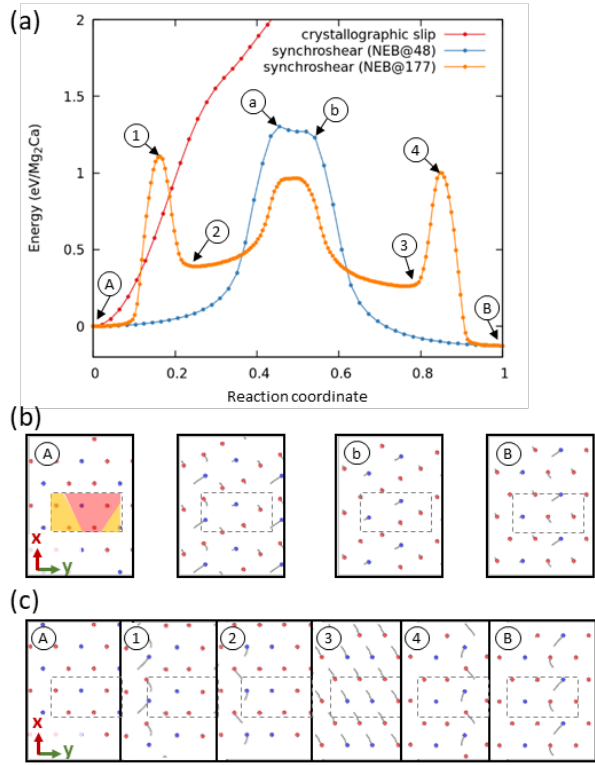 (a)
crystallographic slip
synchroshear (NEB@48)
synchroshear (NEB@177)
2
1.5
1
0.5
0
Energy (eV/Mg₂Ca)
A
1
2
a
b
3
4
B
0 0.2 0.4 0.6 0.8 1
Reaction coordinate
(b)
A b B
x
y
(c)
A 1 2 3 4 B
x
y